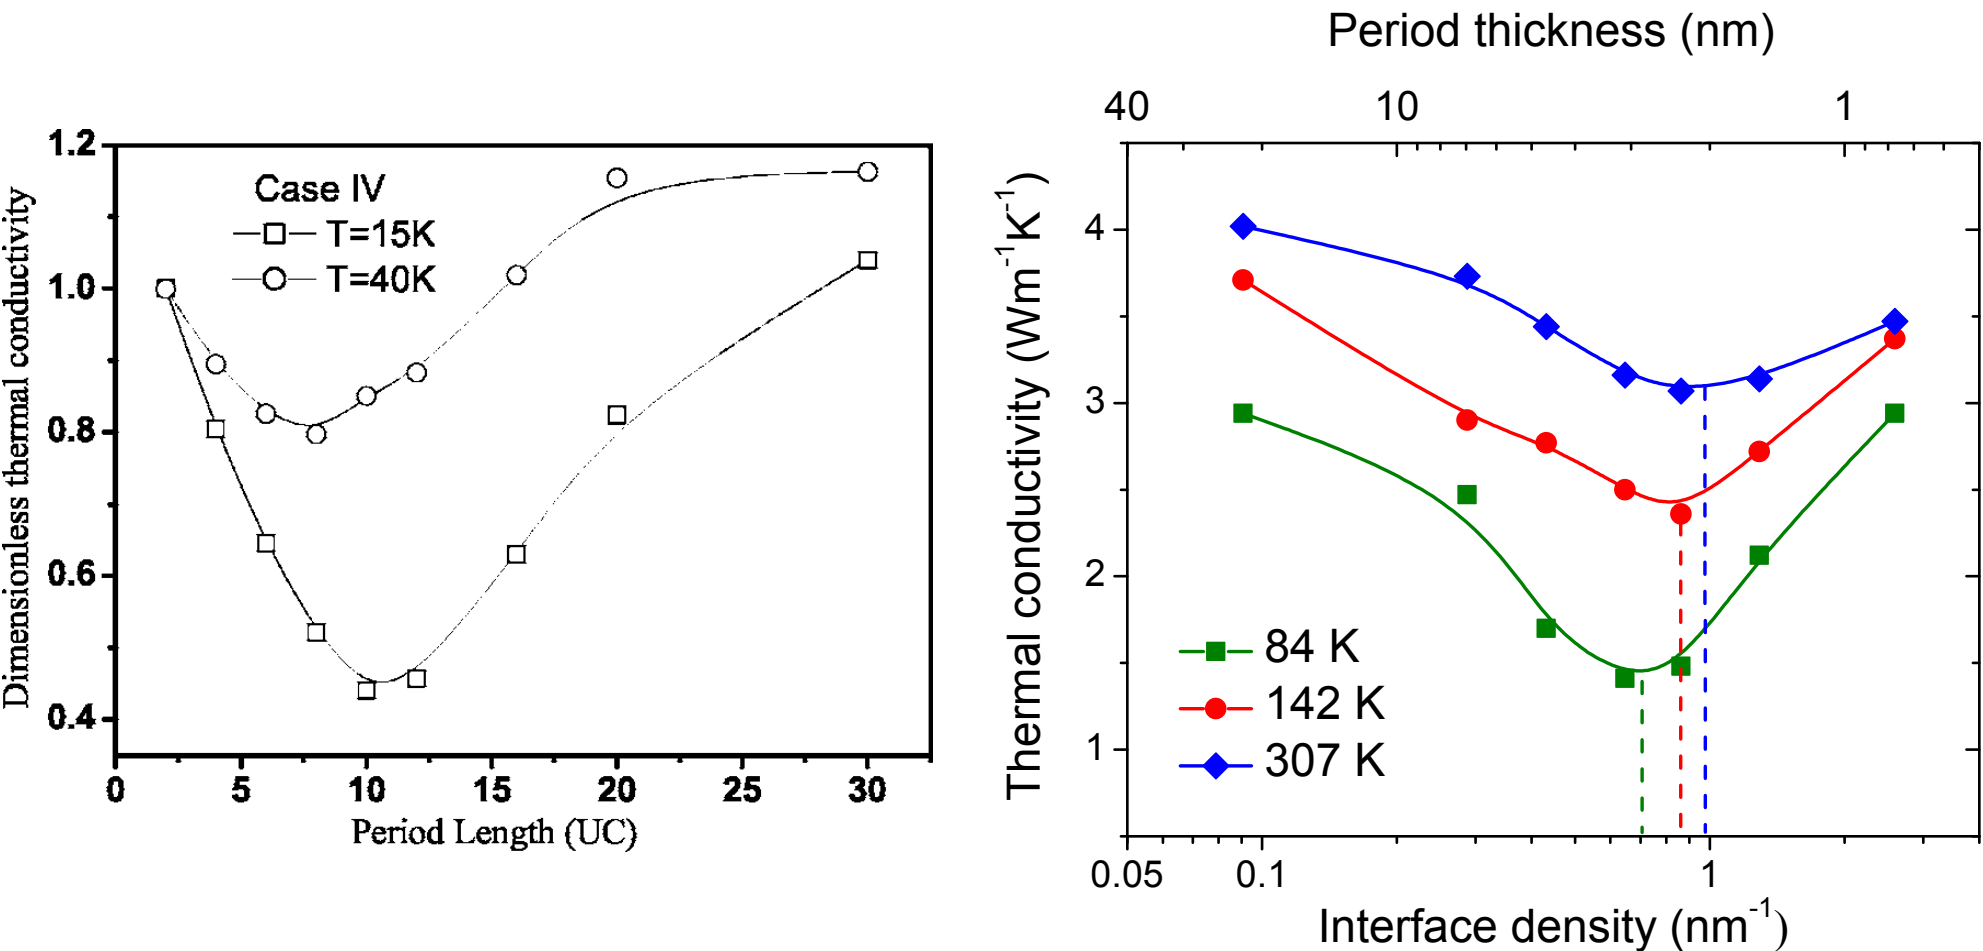 Dimensionless thermal conductivity
1.2
1.0
0.8
0.6
0.4
Case IV
T=15K
T=40K
0 5 10 15 20 25 30
Period Length (UC)
Period thickness (nm)
40 10 1
Thermal conductivity (Wm⁻¹K⁻¹)
4
3
2
1
84 K
142 K
307 K
0.05 0.1 1
Interface density (nm⁻¹)